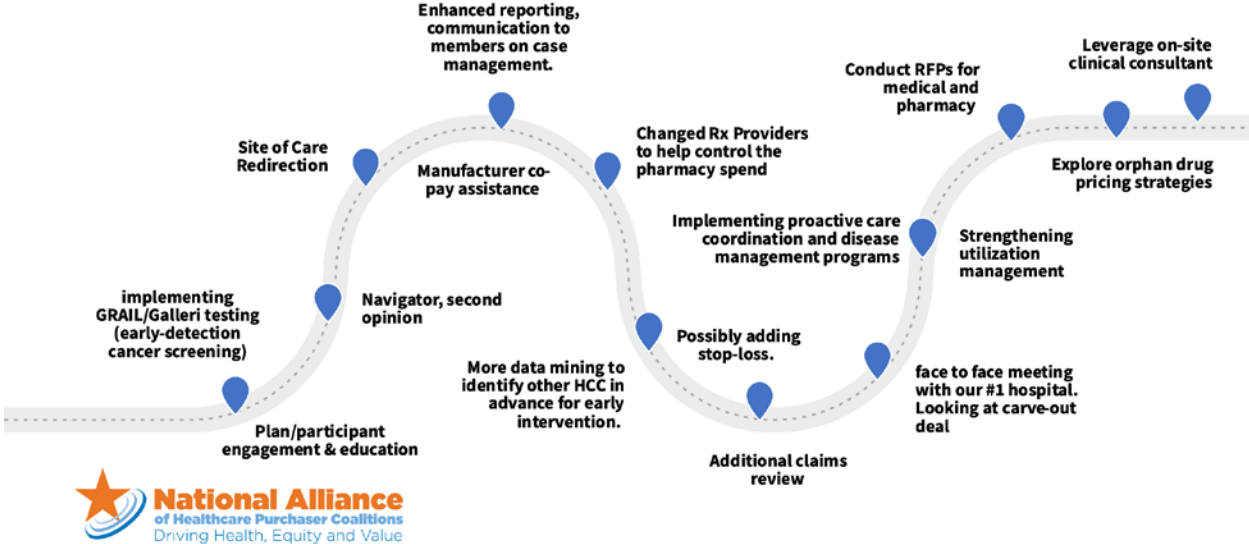 Enhanced reporting,
communication to
members on case
management.
Leverage on-site
clinical consultant
Conduct RFPs for
medical and
pharmacy
Site of Care
Redirection
Manufacturer co-
pay assistance
Changed Rx Providers
to help control the
pharmacy spend
Explore orphan drug
pricing strategies
Implementing proactive care
coordination and disease
management programs
Strengthening
utilization
management
implementing
GRAIL/Galleri testing
(early-detection
cancer screening)
Navigator, second
opinion
Possibly adding
stop-loss.
More data mining to
identify other HCC in
advance for early
intervention.
face to face meeting
with our #1 hospital.
Looking at carve-out
deal
Plan/participant
engagement & education
Additional claims
review
National Alliance
of Healthcare Purchaser Coalitions
Driving Health, Equity and Value